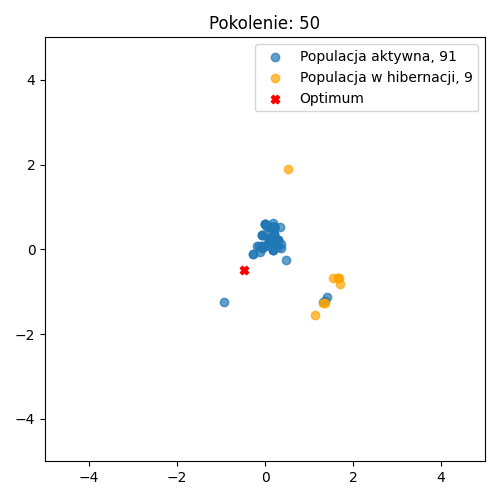 Pokolenie: 50
Populacja aktywna, 91
Populacja w hibernacji, 9
Optimum
4
2
0
−2
−4
−4 −2 0 2 4